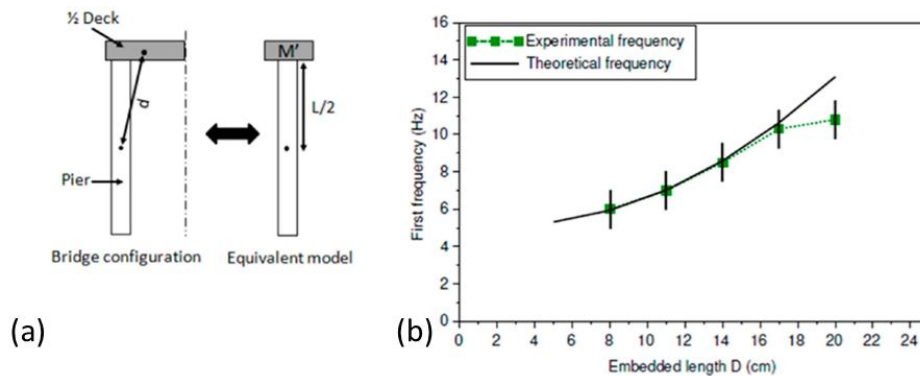 ½ Deck
M'
d
L/2
Pier
Bridge configuration
Equivalent model
(a)
16
14
12
10
8
6
4
2
0
First frequency (Hz)
Experimental frequency
Theoretical frequency
0 2 4 6 8 10 12 14 16 18 20 22 24
Embedded length D (cm)
(b)